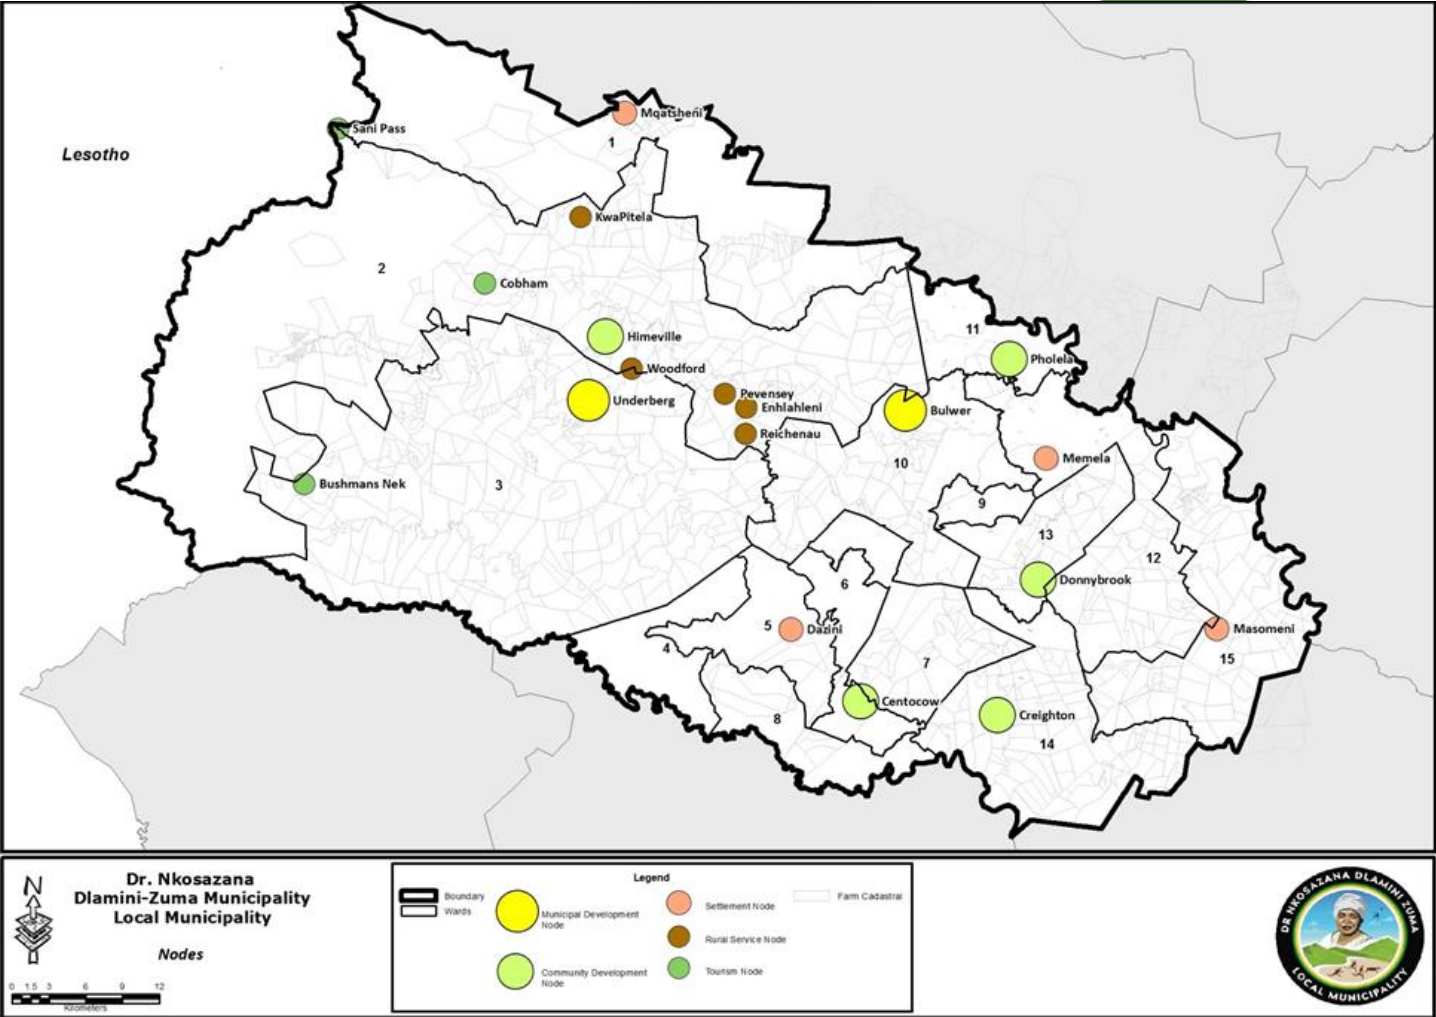 Mqatsheni
Sani Pass
1
Lesotho
KwaPitela
2
Cobham
11
Himeville
Pholela
Woodford
Pevensey
Underberg
Enhlahleni
Bulwer
Reichenau
Memela
10
Bushmans Nek
3
9
13
12
Donnybrook
6
5
Dazini
Masomeni
4
15
7
Centocow
8
Creighton
14
N
Dr. Nkosazana
Dlamini-Zuma Municipality
Local Municipality
Nodes
0 1.5 3 6 9 12
Kilometers
Legend
Boundary
Wards
Municipal Development
Node
Community Development
Node
Settlement Node
Rural Service Node
Tourism Node
Farm Cadastral
DR NKOSAZANA DLAMINI ZUMA
LOCAL MUNICIPALITY